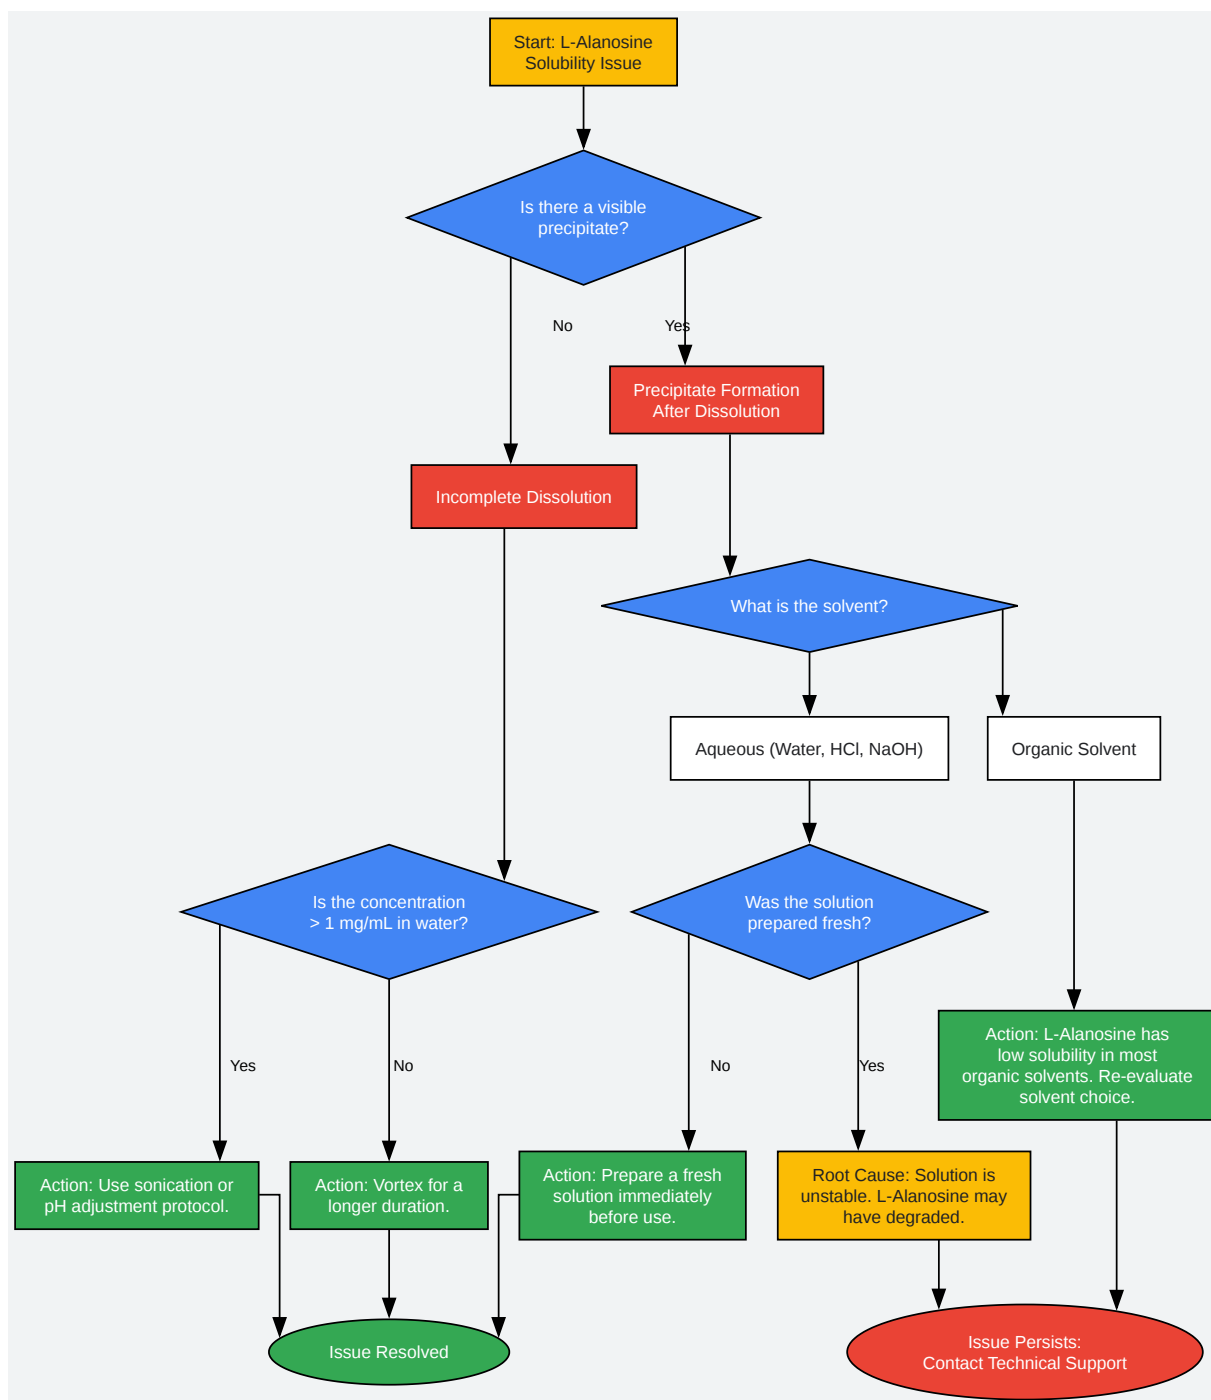 Start: L-Alanosine
Solubility Issue
Is there a visible
precipitate?
No
Yes
Precipitate Formation
After Dissolution
Incomplete Dissolution
What is the solvent?
Aqueous (Water, HCl, NaOH)
Organic Solvent
Is the concentration
> 1 mg/mL in water?
Was the solution
prepared fresh?
Yes
No
No
Yes
Action: L-Alanosine has
low solubility in most
organic solvents. Re-evaluate
solvent choice.
Action: Use sonication or
pH adjustment protocol.
Action: Vortex for a
longer duration.
Action: Prepare a fresh
solution immediately
before use.
Root Cause: Solution is
unstable. L-Alanosine may
have degraded.
Issue Resolved
Issue Persists:
Contact Technical Support